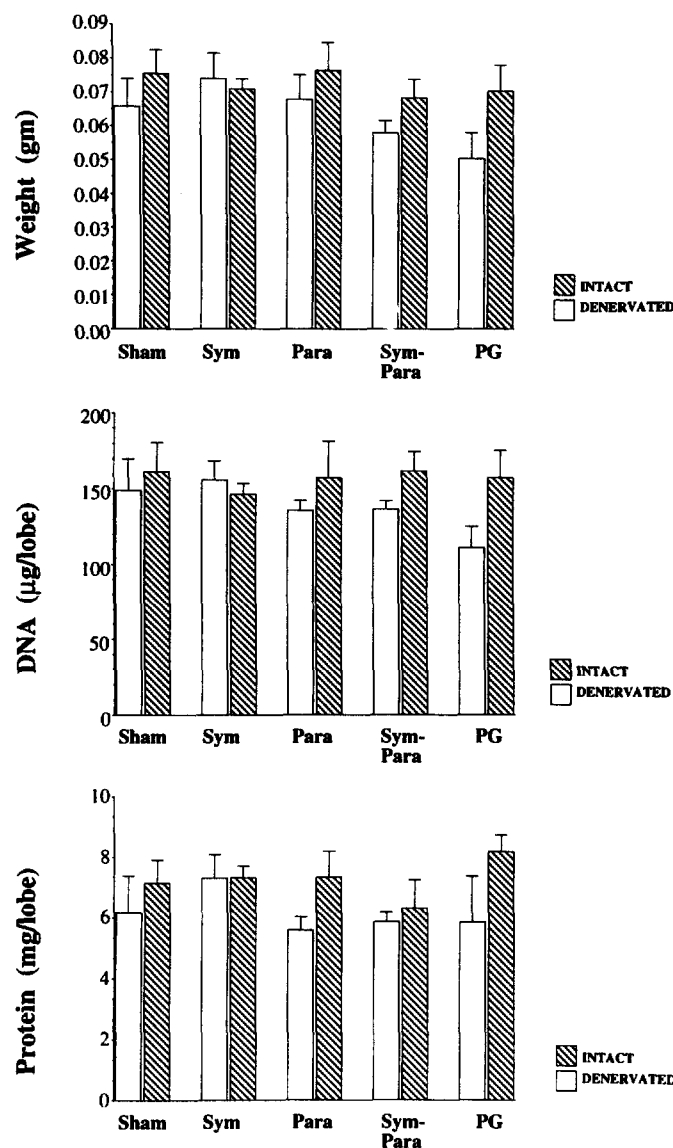 Weight (gm)
0.09
0.08
0.07
0.06
0.05
0.04
0.03
0.02
0.01
0.00
Sham Sym Para Sym- PG
Para
INTACT
DENERVATED
DNA (µg/lobe)
200
150
100
50
0
Sham Sym Para Sym- PG
Para
INTACT
DENERVATED
Protein (mg/lobe)
10
8
6
4
2
0
Sham Sym Para Sym- PG
Para
INTACT
DENERVATED